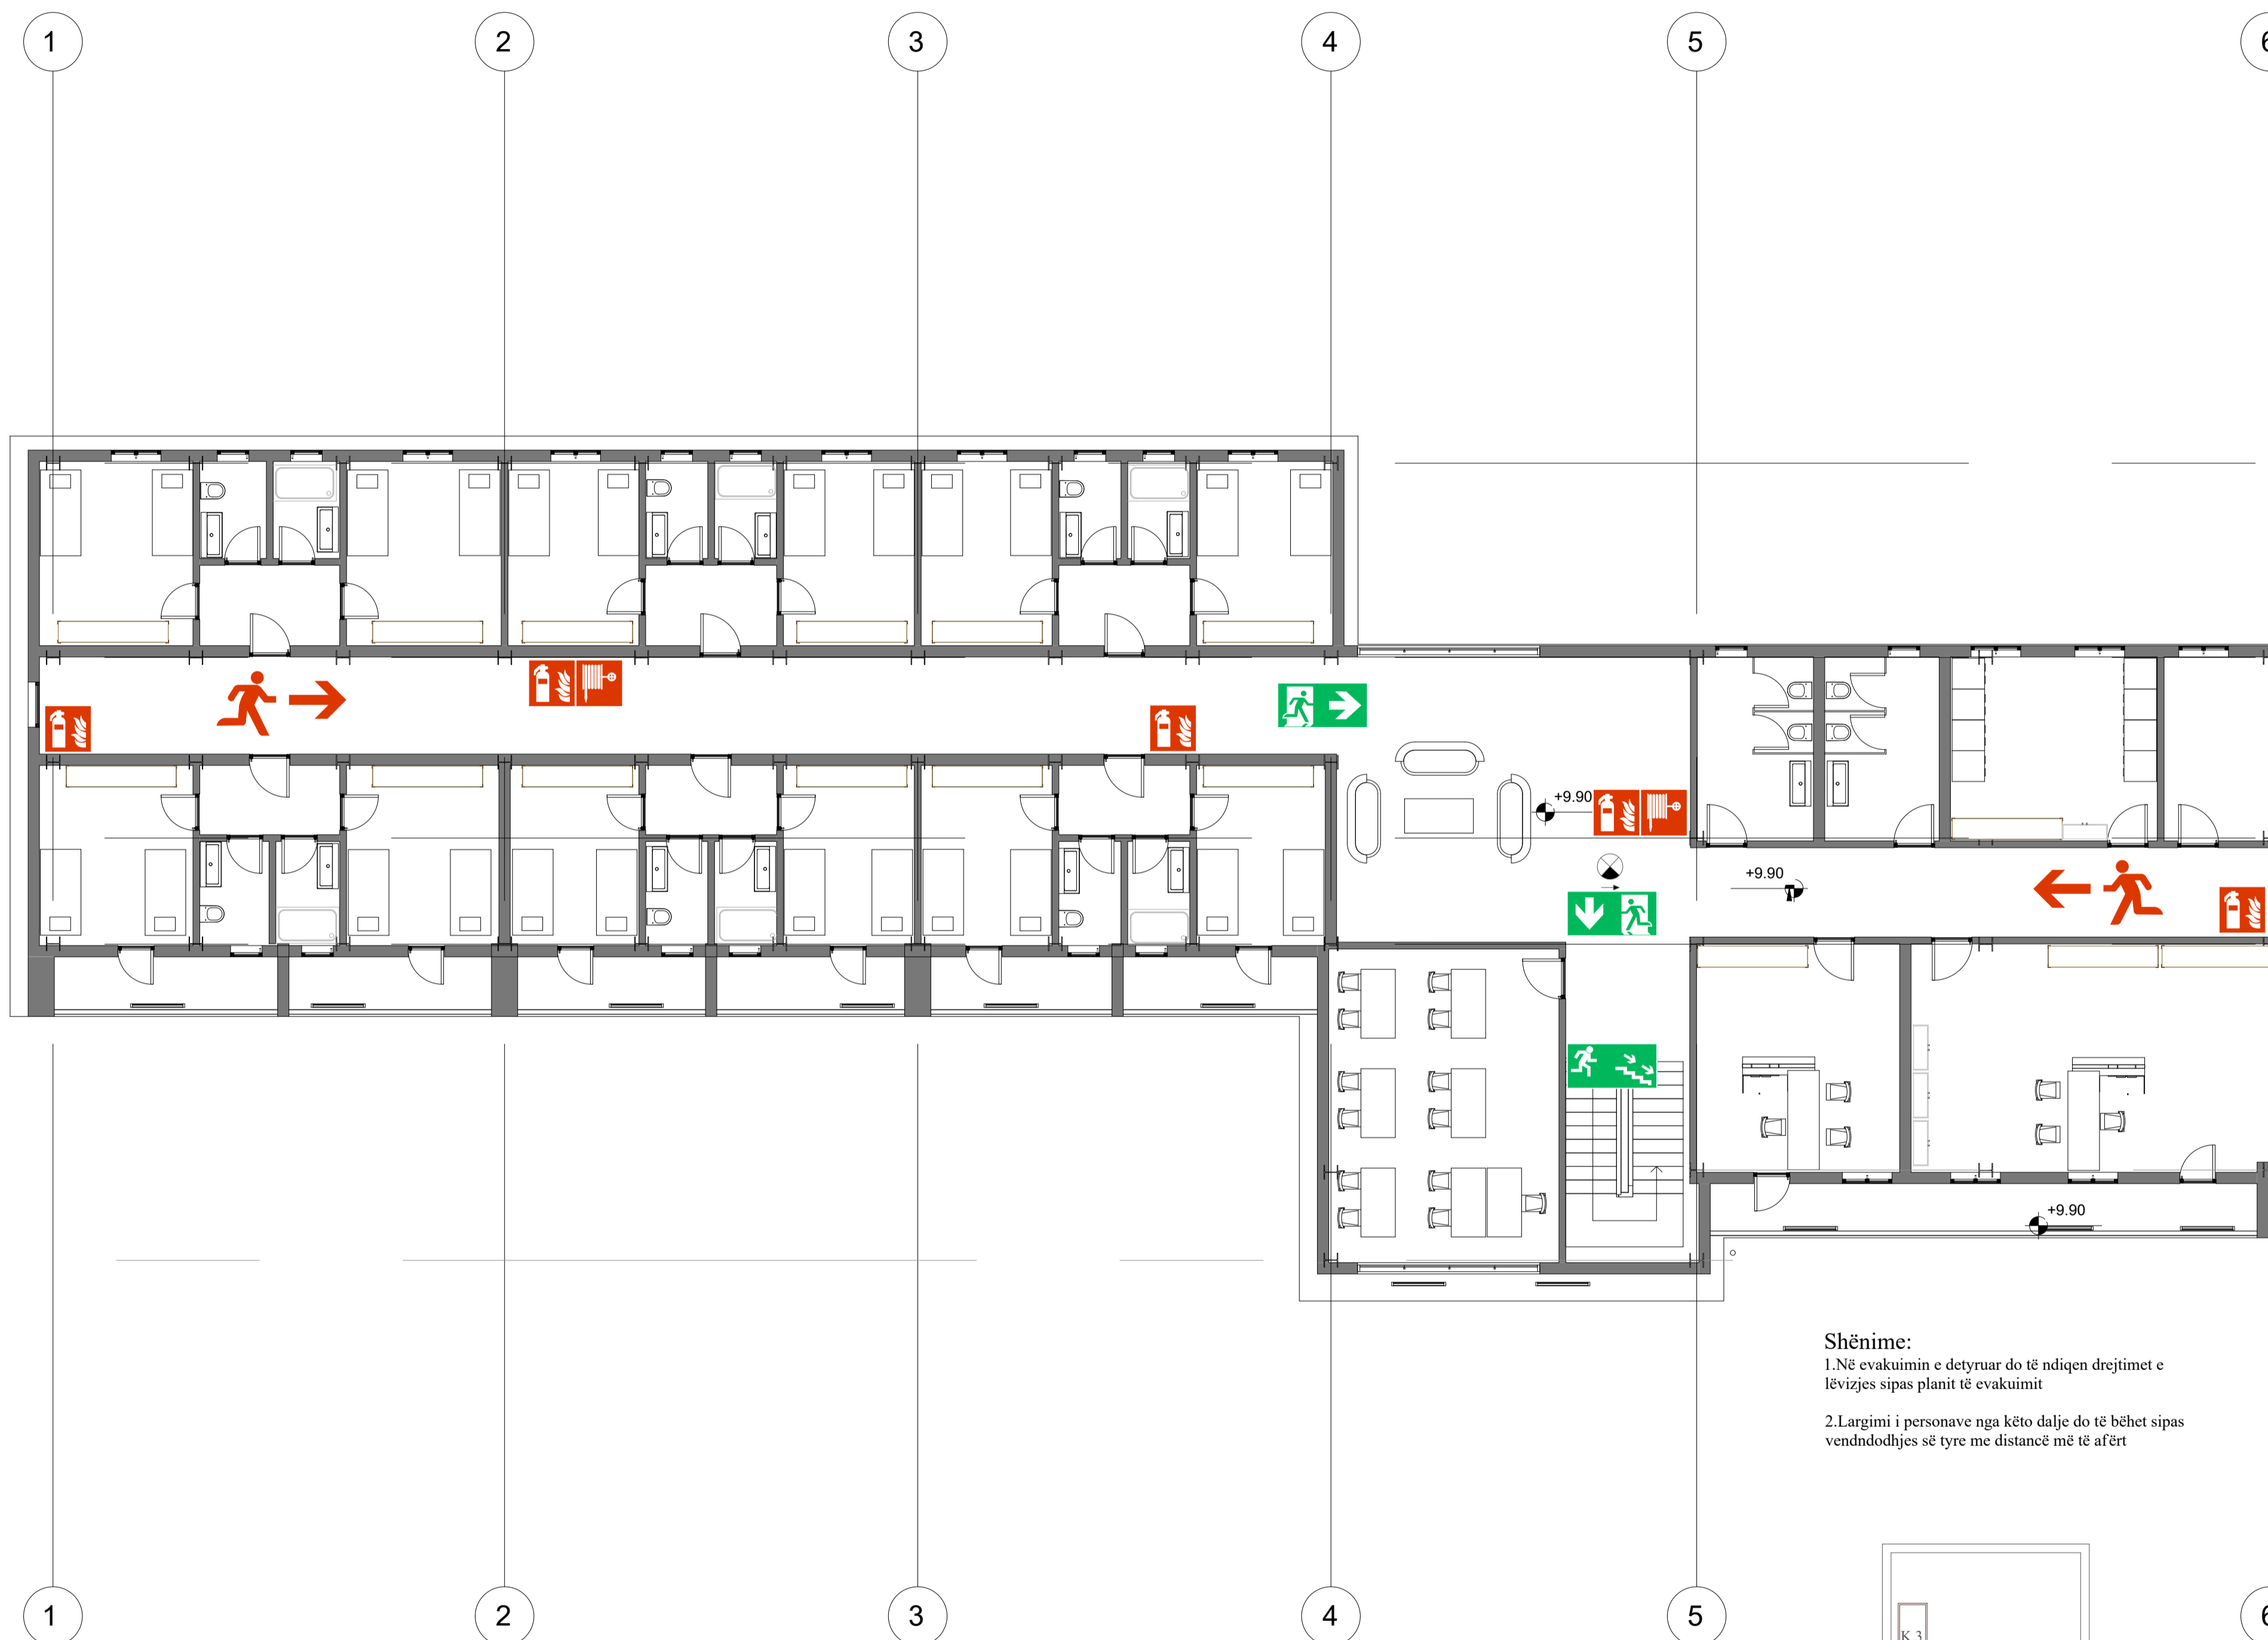 1 2 3 4 5 6
+9.90
+9.90
+9.90
Shënime:
1.Në evakuimin e detyruar do të ndiqen drejtimet e
lëvizjes sipas planit të evakuimit
2.Largimi i personave nga këto dalje do të bëhet sipas
vendndodhjes së tyre me distancë më të afërt
K 3
1 2 3 4 5 6